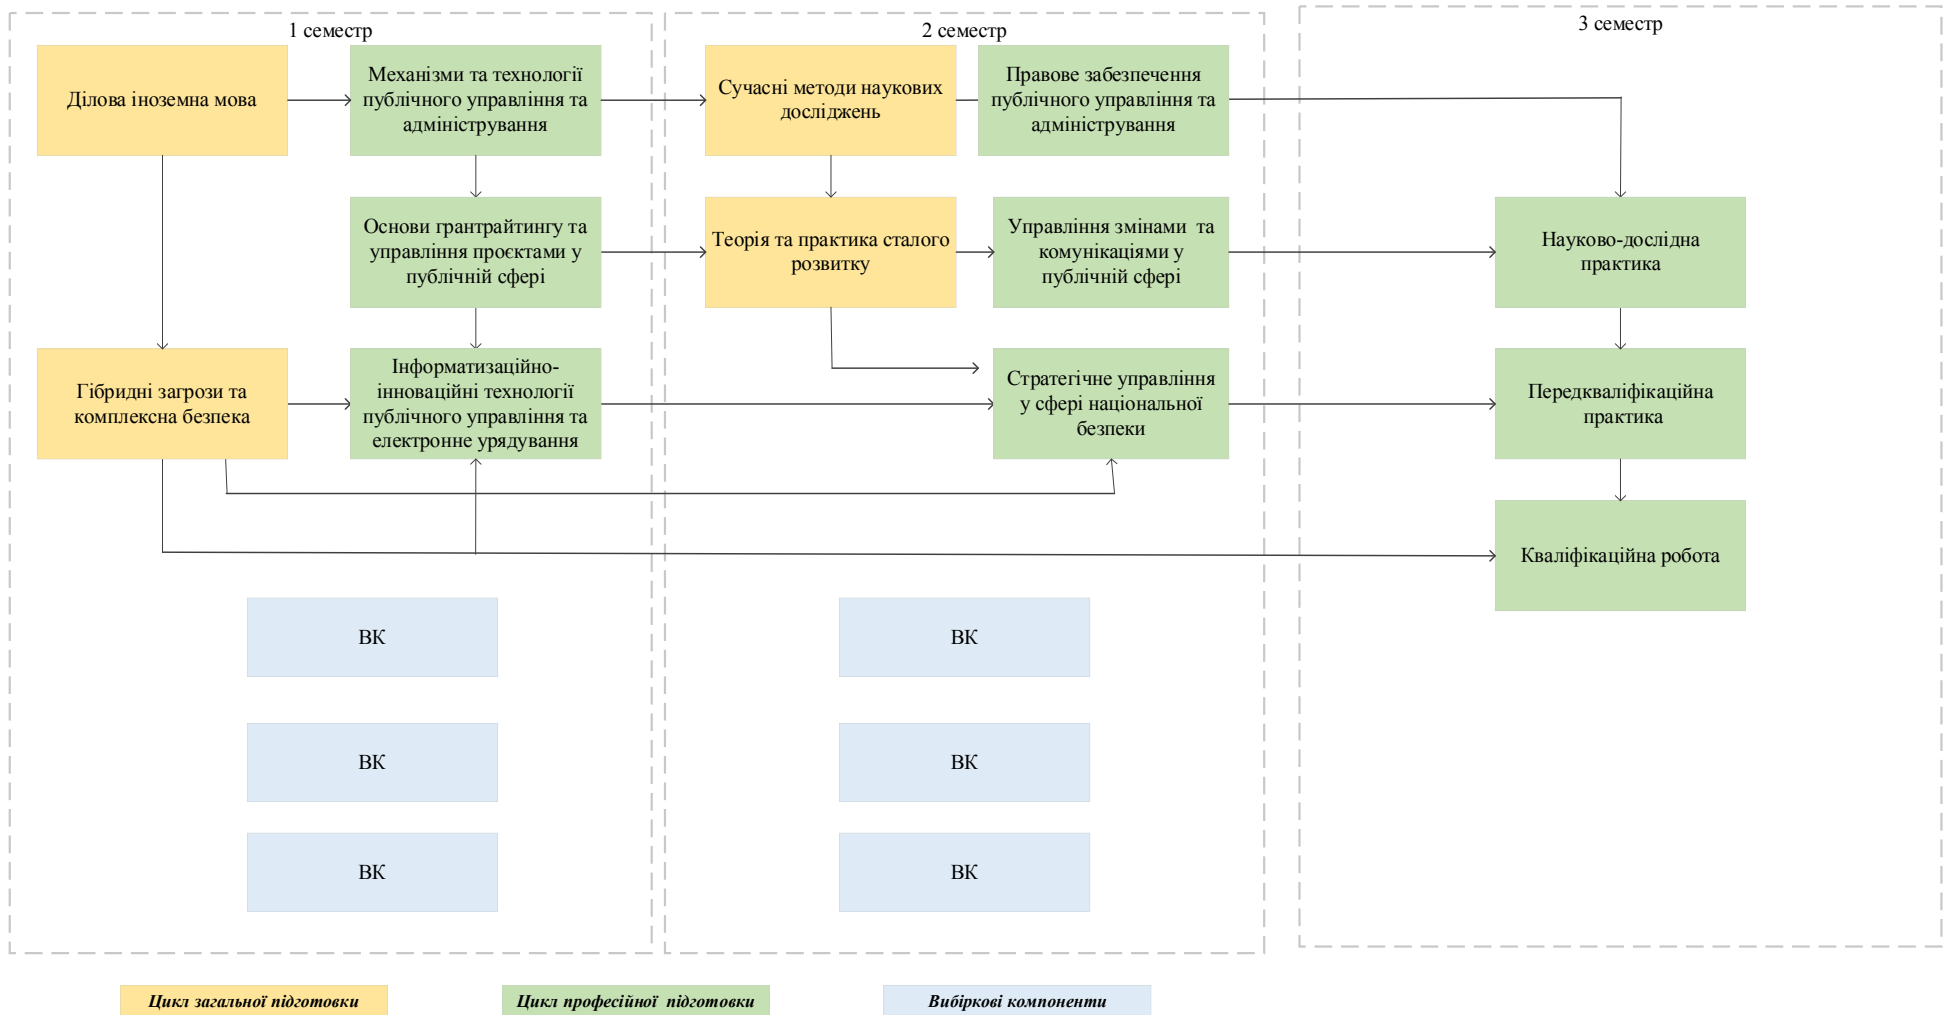 1 семестр
2 семестр
3 семестр
Ділова іноземна мова
Механізми та технології
публічного управління та
адміністрування
Сучасні методи наукових
досліджень
Правове забезпечення
публічного управління та
адміністрування
Основи грантрайтингу та
управління проєктами у
публічній сфері
Теорія та практика сталого
розвитку
Управління змінами та
комунікаціями у
публічній сфері
Науково-дослідна
практика
Гібридні загрози та
комплексна безпека
Інформатизаційно-
інноваційні технології
публічного управління та
електронне урядування
Стратегічне управління
у сфері національної
безпеки
Передкваліфікаційна
практика
Кваліфікаційна робота
ВК
ВК
ВК
ВК
ВК
ВК
Цикл загальної підготовки
Цикл професійної підготовки
Вибіркові компоненти